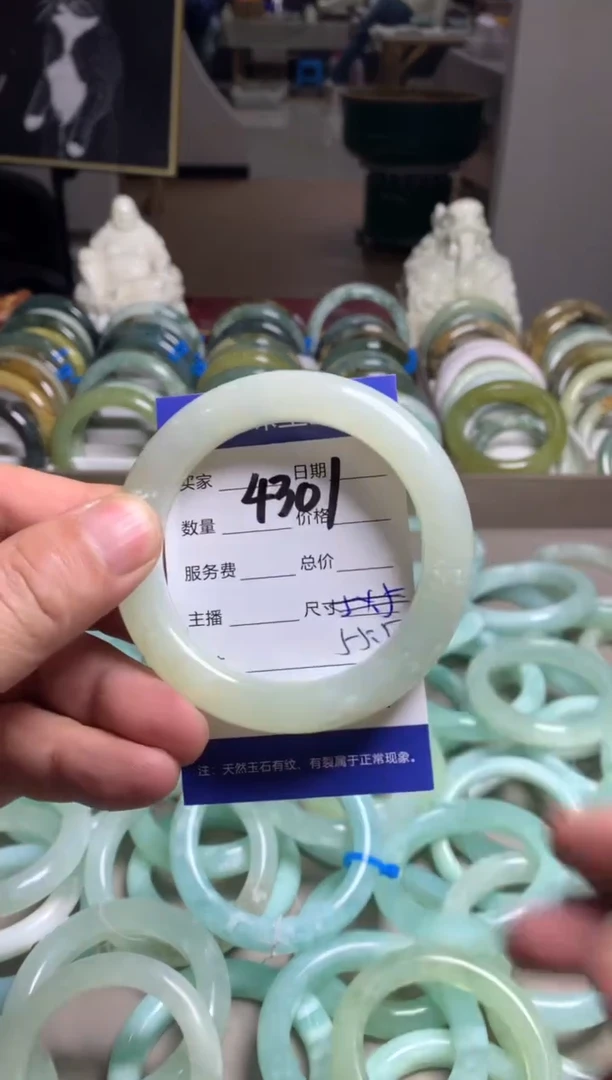 4301
买家 日期
数量 价格
服务费 总价
主播 尺寸
55.5
注：天然玉石有纹、有裂属于正常现象。